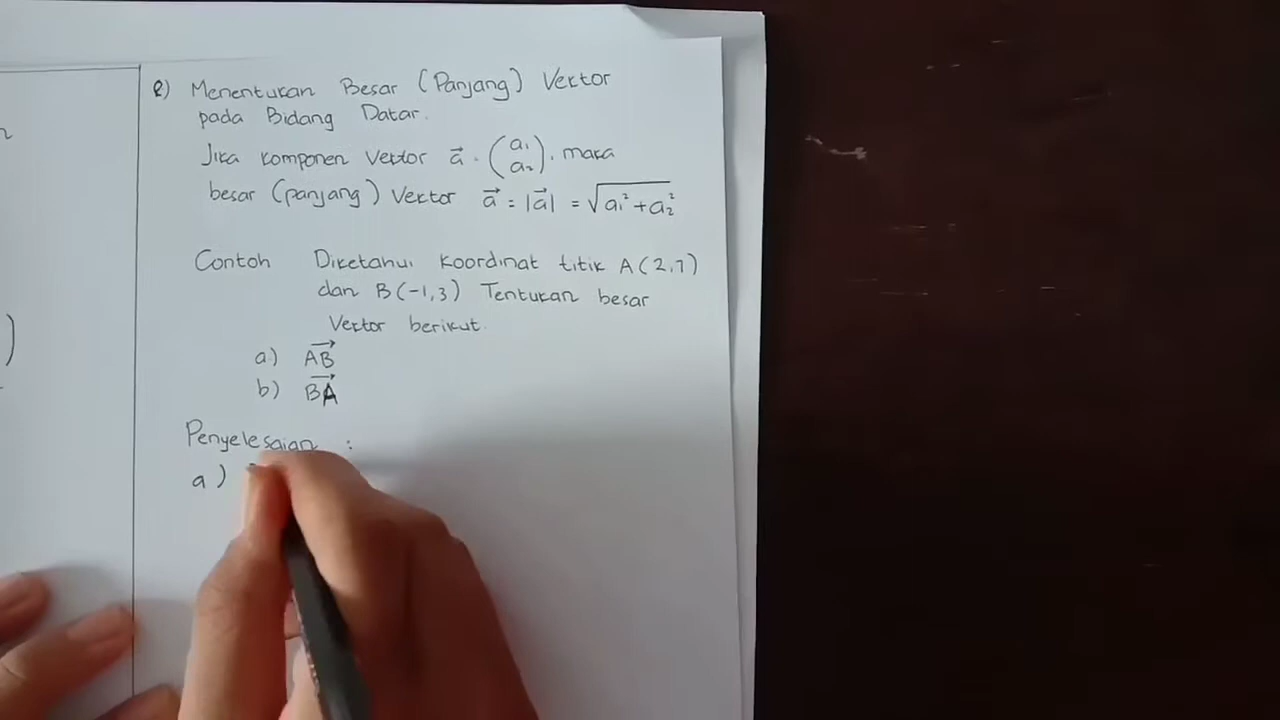 2) Menentukan Besar (Panjang) Vektor
pada Bidang Datar.
Jika komponen vektor a⃗ = (a₁ a₂), maka
besar (panjang) Vektor a⃗ = |a⃗| = √a₁² + a₂²
Contoh Diketahui koordinat titik A(2,7)
dan B(-1,3) Tentukan besar
Vektor berikut.
a) AB⃗
b) BA⃗
Penyelesaian :
a)